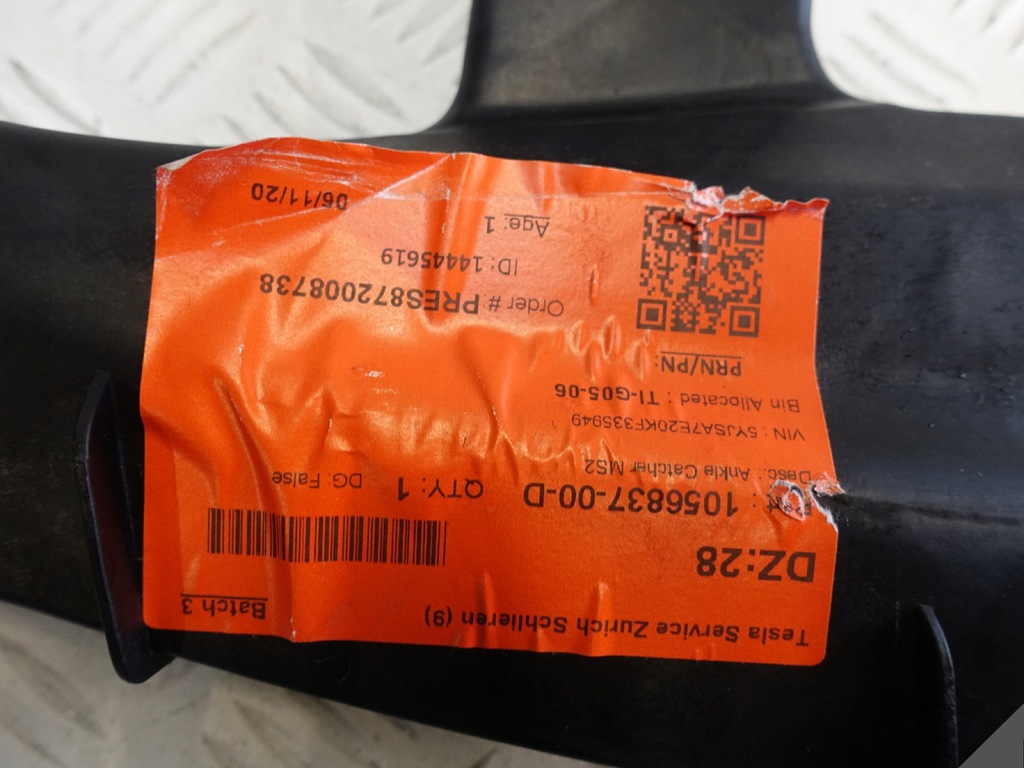 Tesla Service Zurich Schlieren (9)
Batch 3
DZ:28
Part : 1056837-00-D
QTY: 1
DG: False
Desc: Ankle Catcher MS2
VIN : 5YJSA7E20KF335949
Bin Allocated : TI-G05-06
PRN/PN:
Order # PRES872008738
ID: 14445619
Age: 1
06/11/20